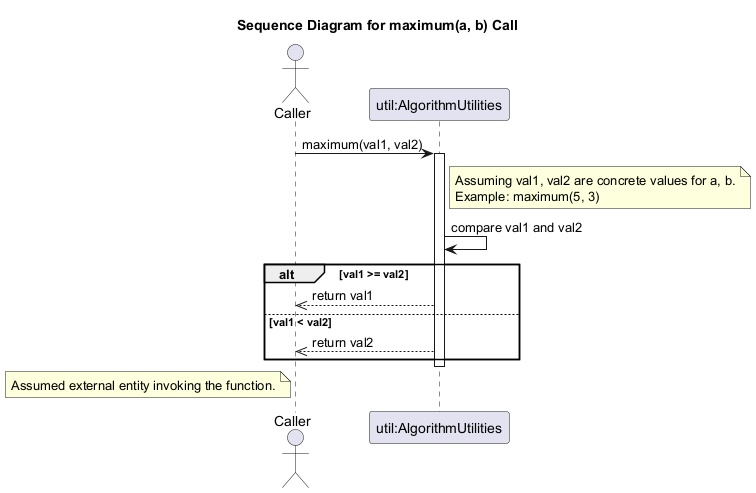 Sequence Diagram for maximum(a, b) Call
Caller
util:AlgorithmUtilities
maximum(val1, val2)
Assuming val1, val2 are concrete values for a, b.
Example: maximum(5, 3)
compare val1 and val2
alt
[val1 >= val2]
return val1
[val1 < val2]
return val2
Assumed external entity invoking the function.
Caller
util:AlgorithmUtilities